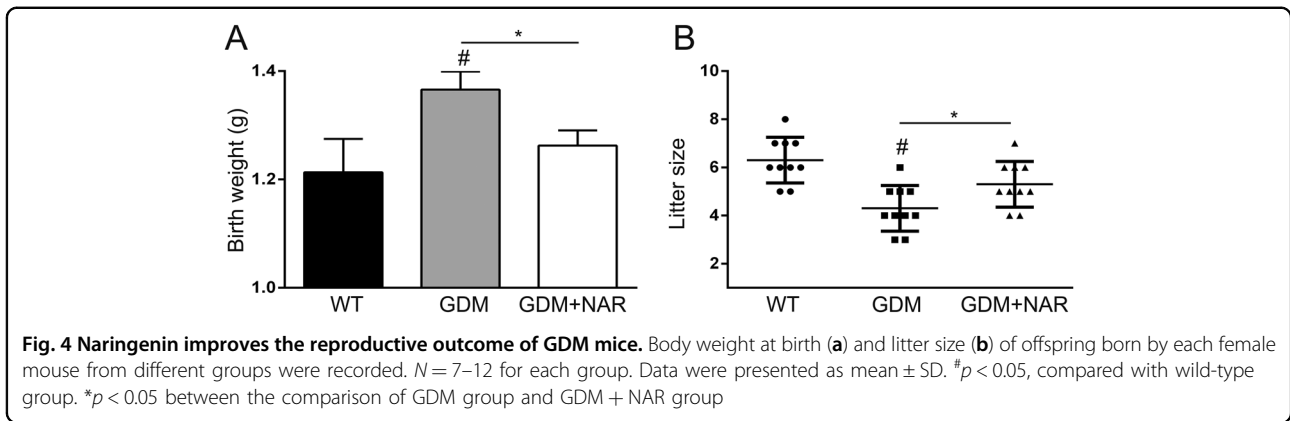 A
B
*
#
1.4
1.2
1.0
Birth weight (g)
WT
GDM
GDM+NAR
*
#
10
8
6
4
2
Litter size
WT
GDM
GDM+NAR
Fig. 4 Naringenin improves the reproductive outcome of GDM mice. Body weight at birth (a) and litter size (b) of offspring born by each female
mouse from different groups were recorded. N = 7–12 for each group. Data were presented as mean ± SD. #p < 0.05, compared with wild-type
group. *p < 0.05 between the comparison of GDM group and GDM + NAR group